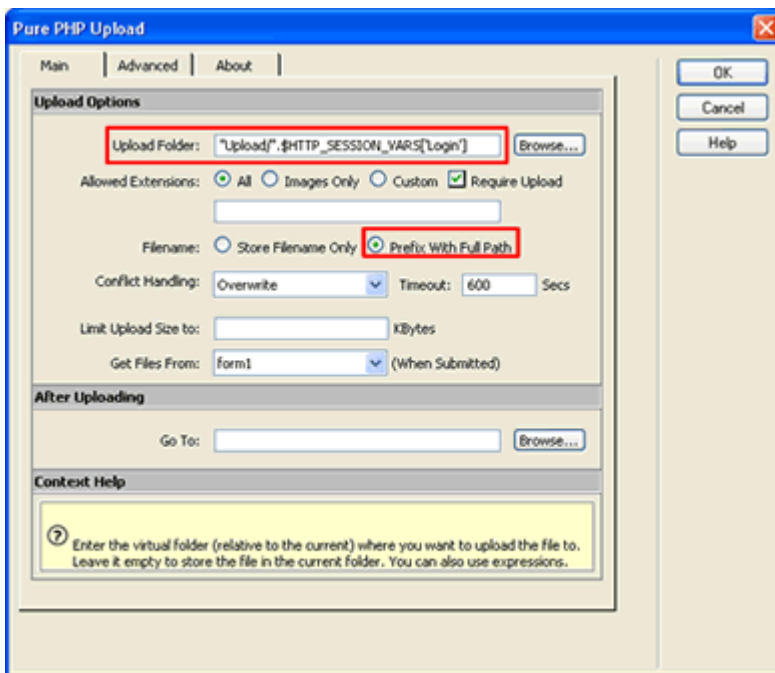 Pure PHP Upload
Main Advanced About
OK
Cancel
Help
Upload Options
Upload Folder: "Upload/".$HTTP_SESSION_VARS['Login'] Browse...
Allowed Extensions: All Images Only Custom Require Upload
Filename: Store Filename Only Prefix With Full Path
Conflict Handling: Overwrite Timeout: 600 Secs
Limit Upload Size to: KBytes
Get Files From: form1 (When Submitted)
After Uploading
Go To: Browse...
Context Help
? Enter the virtual folder (relative to the current) where you want to upload the file to.
Leave it empty to store the file in the current folder. You can also use expressions.